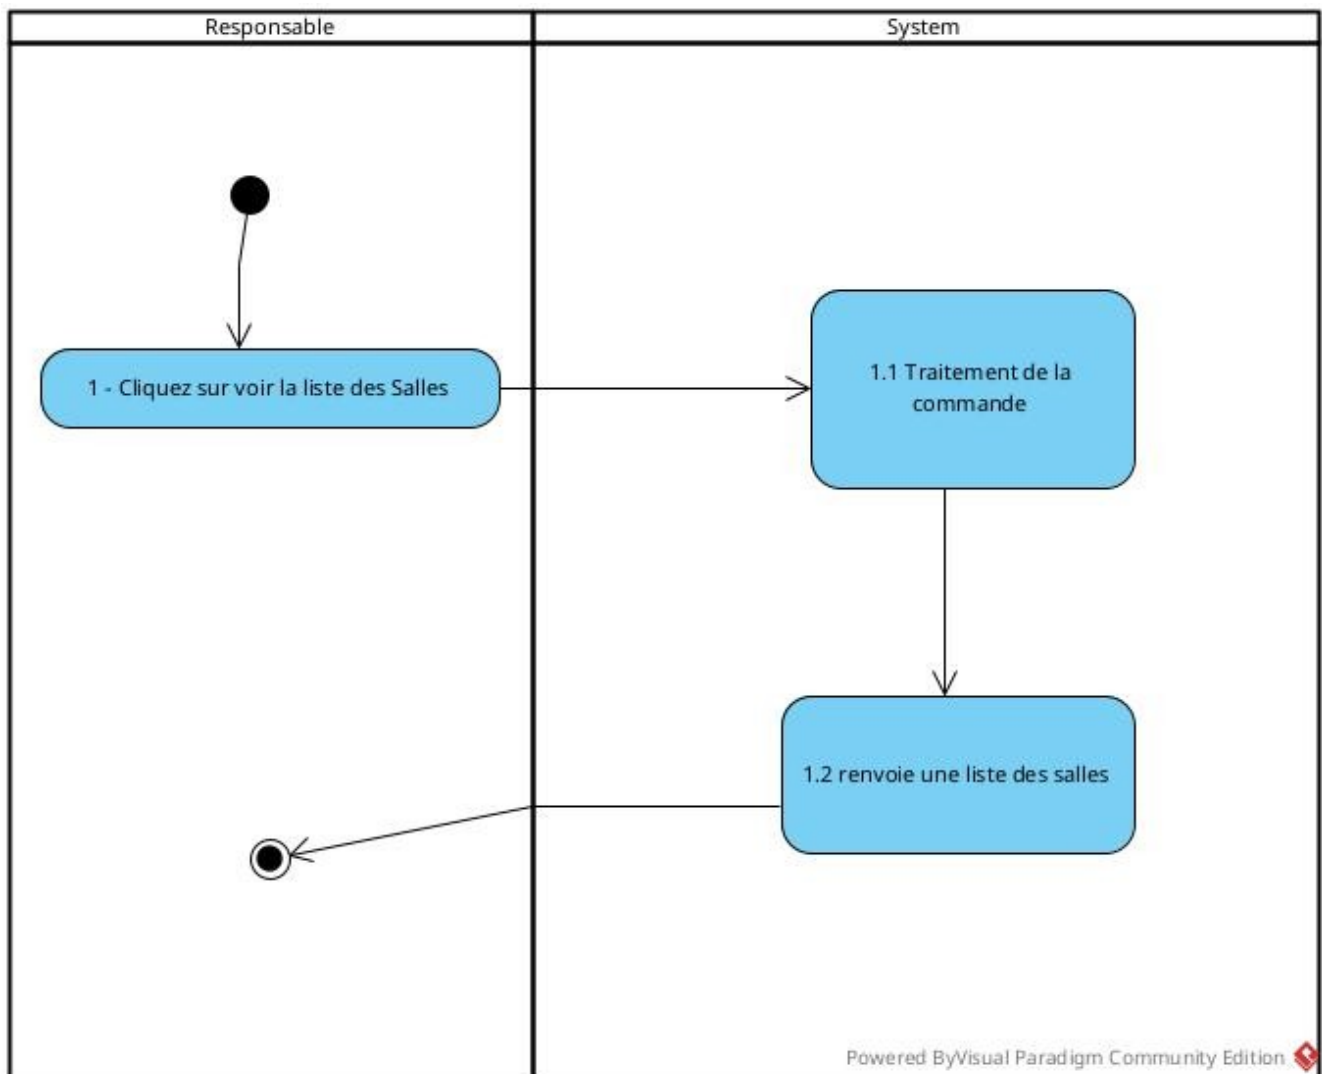 Responsable
System
1 - Cliquez sur voir la liste des Salles
1.1 Traitement de la
commande
1.2 renvoie une liste des salles
Powered ByVisual Paradigm Community Edition